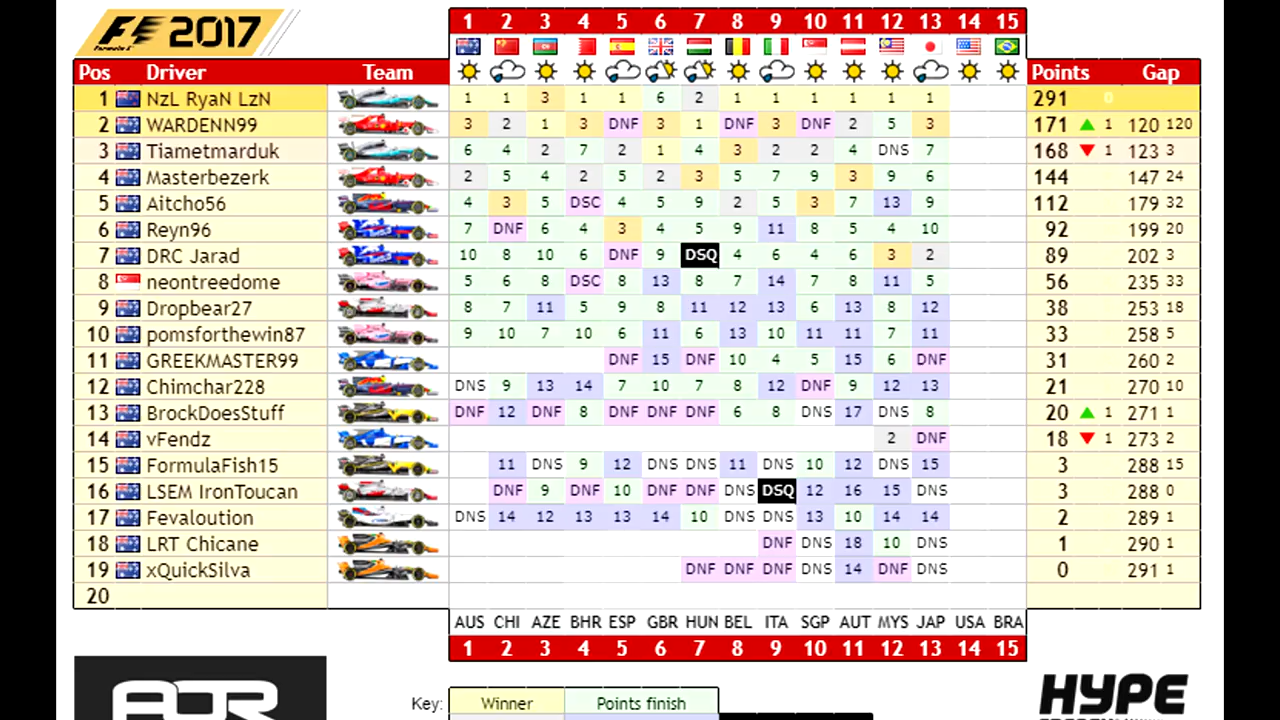 F1 2017
Formula 1
1 2 3 4 5 6 7 8 9 10 11 12 13 14 15
Pos Driver Team Points Gap
1 NzL RyaN LzN 1 1 3 1 1 6 2 1 1 1 1 1 1 291 0
2 WARDENN99 3 2 1 3 DNF 3 1 DNF 3 DNF 2 5 3 171 1 120 120
3 Tiametmarduk 6 4 2 7 2 1 4 3 2 2 4 DNS 7 168 1 123 3
4 Masterbezerk 2 5 4 2 5 2 3 5 7 9 3 9 6 144 147 24
5 Aitcho56 4 3 5 DSC 4 5 9 2 5 3 7 13 9 112 179 32
6 Reyn96 7 DNF 6 4 3 4 5 9 11 8 5 4 10 92 199 20
7 DRC Jarad 10 8 10 6 DNF 9 DSQ 4 6 4 6 3 2 89 202 3
8 neontreedome 5 6 8 DSC 8 13 8 7 14 7 8 11 5 56 235 33
9 Dropbear27 8 7 11 5 9 8 11 12 13 6 13 8 12 38 253 18
10 pomsforthewin87 9 10 7 10 6 11 6 13 10 11 11 7 11 33 258 5
11 GREEKMASTER99 DNF 15 DNF 10 4 5 15 6 DNF 31 260 2
12 Chimchar228 DNS 9 13 14 7 10 7 8 12 DNF 9 12 13 21 270 10
13 BrockDoesStuff DNF 12 DNF 8 DNF DNF DNF 6 8 DNS 17 DNS 8 20 1 271 1
14 vFendz 2 DNF 18 1 273 2
15 FormulaFish15 11 DNS 9 12 DNS DNS 11 DNS 10 12 DNS 15 3 288 15
16 LSEM IronToucan DNF 9 DNF 10 DNF DNF DNS DSQ 12 16 15 DNS 3 288 0
17 Fevaloution DNS 14 12 13 13 14 10 DNS DNS 13 10 14 14 2 289 1
18 LRT Chicane DNF DNS 18 10 DNS 1 290 1
19 xQuickSilva DNF DNF DNF DNS 14 DNF DNS 0 291 1
20
AUS CHI AZE BHR ESP GBR HUN BEL ITA SGP AUT MYS JAP USA BRA
1 2 3 4 5 6 7 8 9 10 11 12 13 14 15
AOR
HYPE
Key: Winner Points finish